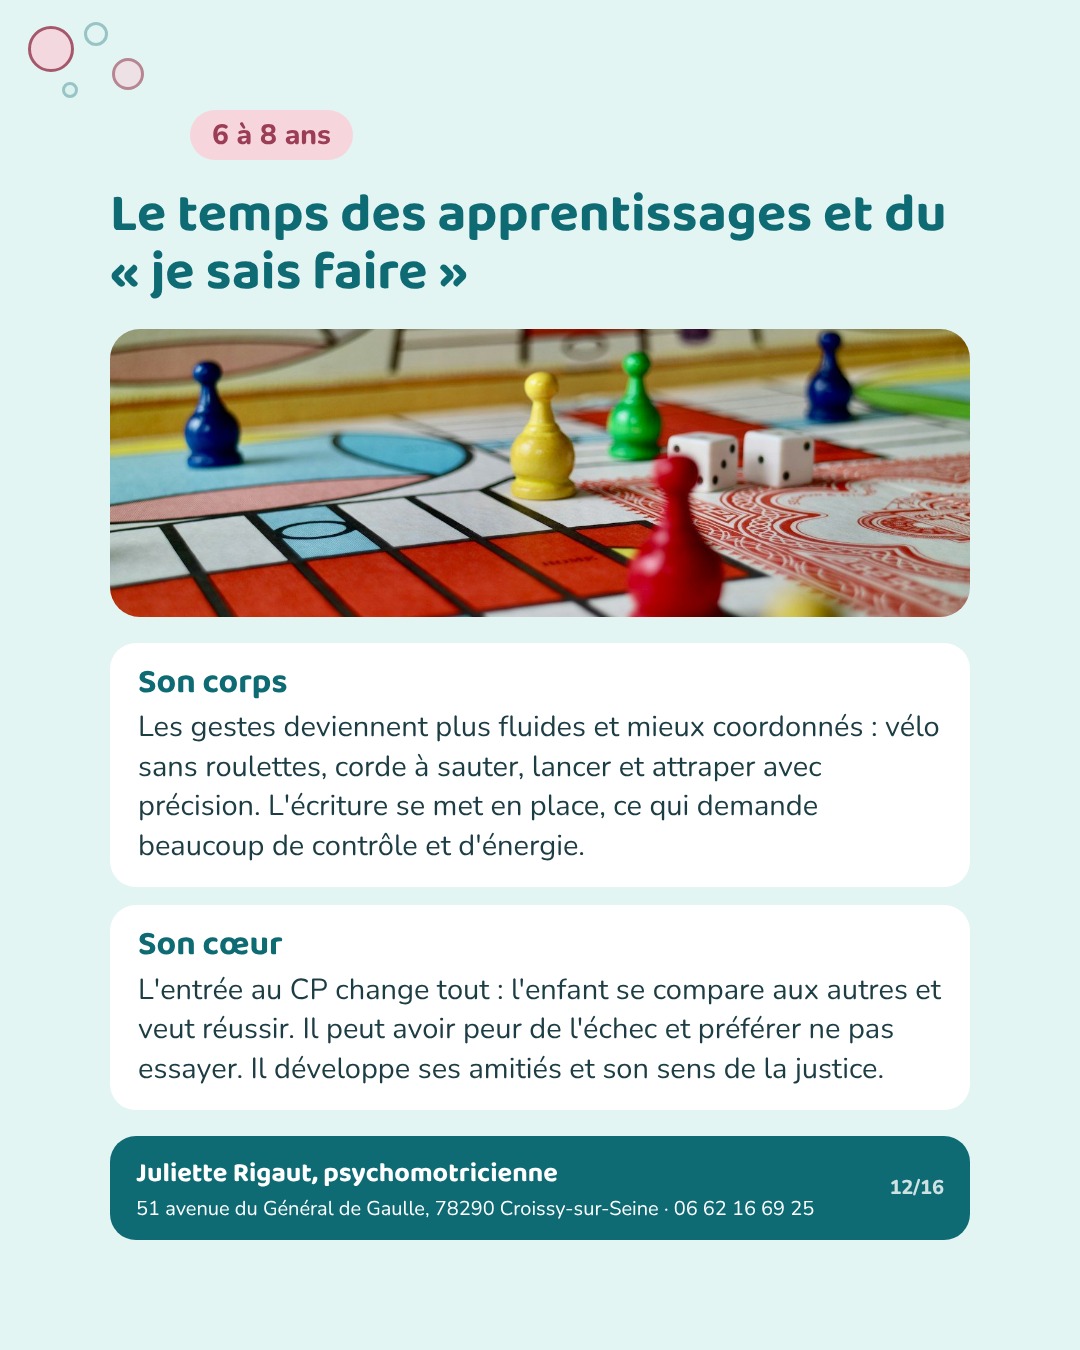 6 à 8 ans
Le temps des apprentissages et du
« je sais faire »
Son corps
Les gestes deviennent plus fluides et mieux coordonnés : vélo
sans roulettes, corde à sauter, lancer et attraper avec
précision. L'écriture se met en place, ce qui demande
beaucoup de contrôle et d'énergie.
Son cœur
L'entrée au CP change tout : l'enfant se compare aux autres et
veut réussir. Il peut avoir peur de l'échec et préférer ne pas
essayer. Il développe ses amitiés et son sens de la justice.
Juliette Rigaut, psychomotricienne
51 avenue du Général de Gaulle, 78290 Croissy-sur-Seine · 06 62 16 69 25
12/16